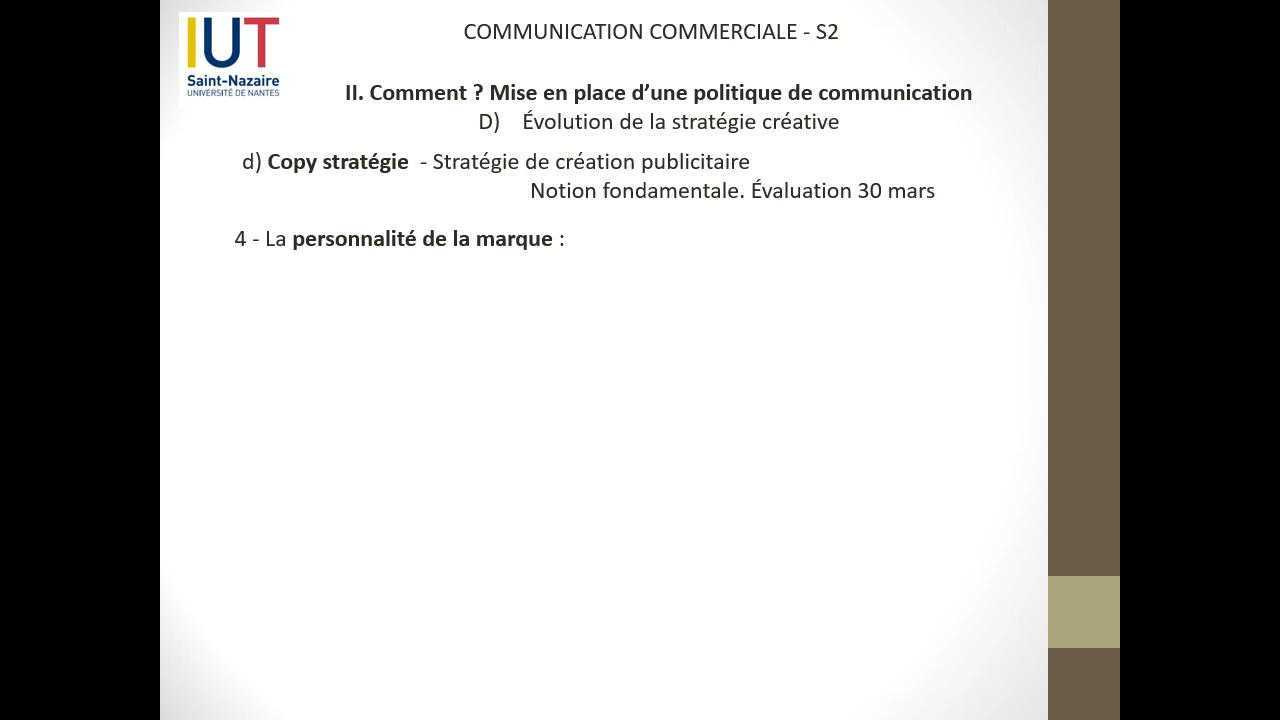 IUT
Saint-Nazaire
UNIVERSITÉ DE NANTES
COMMUNICATION COMMERCIALE - S2
II. Comment ? Mise en place d’une politique de communication
D) Évolution de la stratégie créative
d) Copy stratégie - Stratégie de création publicitaire
Notion fondamentale. Évaluation 30 mars
4 - La personnalité de la marque :